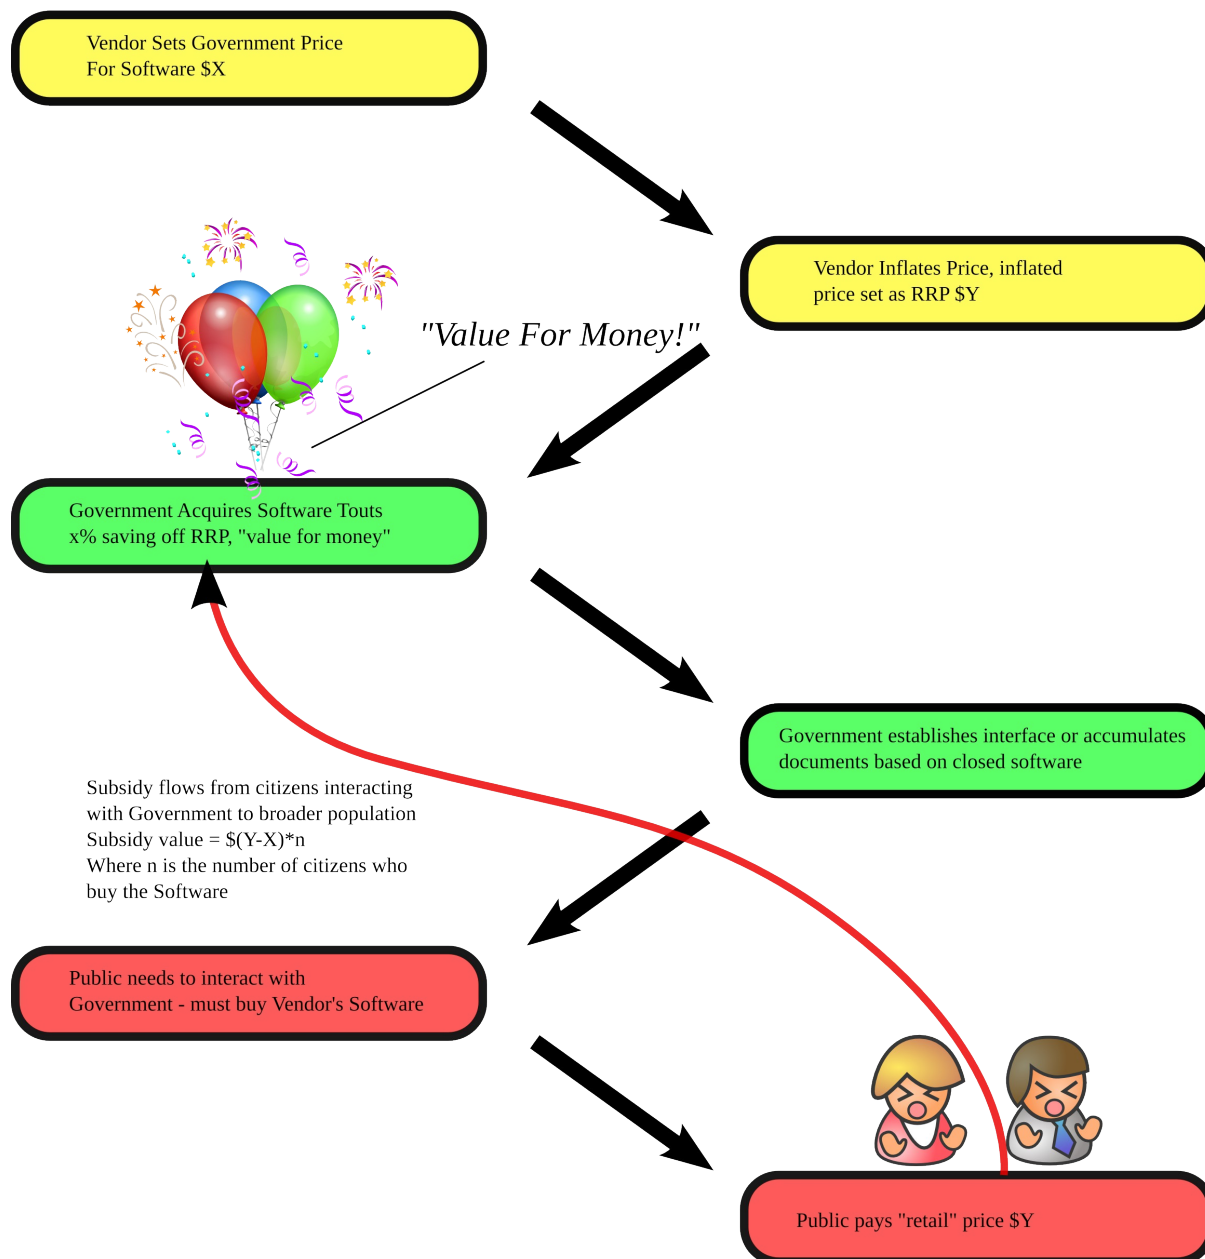 Vendor Sets Government Price
For Software $X
Vendor Inflates Price, inflated
price set as RRP $Y
"Value For Money!"
Government Acquires Software Touts
x% saving off RRP, "value for money"
Government establishes interface or accumulates
documents based on closed software
Subsidy flows from citizens interacting
with Government to broader population
Subsidy value = $(Y-X)*n
Where n is the number of citizens who
buy the Software
Public needs to interact with
Government - must buy Vendor's Software
Public pays "retail" price $Y